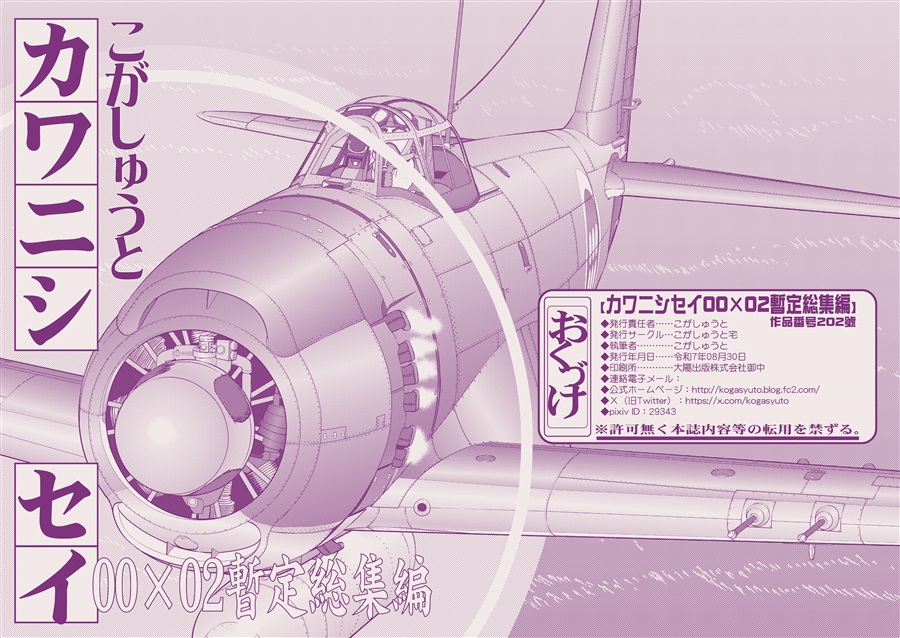 カワニシ
セイ
こがしゅうと
00×02暫定総集編
おくづけ
【カワニシセイ00×02暫定総集編】
作品番号202號
◆発行責任者……こがしゅうと
◆発行サークル…こがしゅうと宅
◆執筆者…………こがしゅうと
◆発行年月日……令和7年08月30日
◆印刷所…………大陽出版株式会社御中
◆連絡電子メール：
◆公式ホームページ：http://kogasyuto.blog.fc2.com/
◆X（旧Twitter）：https://x.com/kogasyuto
◆pixiv ID：29343
※許可無く本誌内容等の転用を禁ずる。